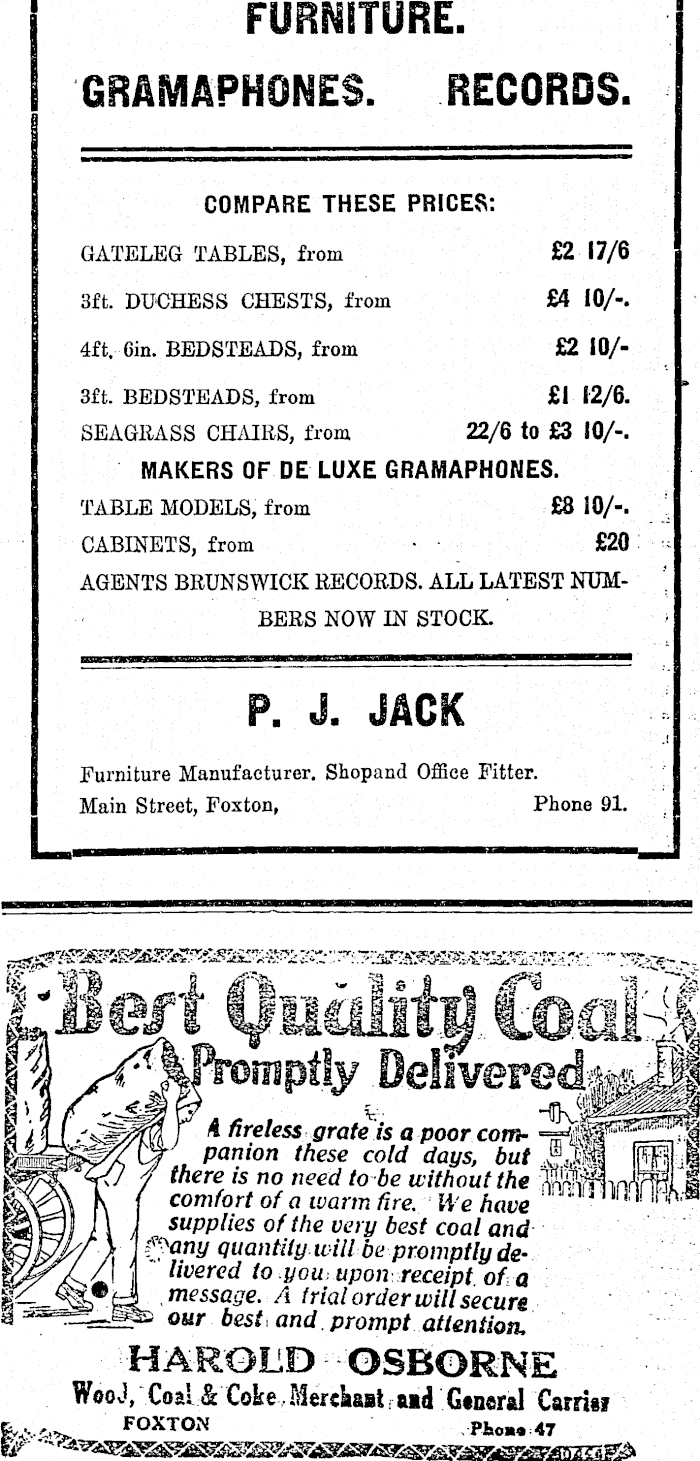 FURNITURE.
GRAMAPHONES. RECORDS.
COMPARE THESE PRICES:
GATELEG TABLES, from £2 17/6
3ft. DUCHESS CHESTS, from £4 10/-.
4ft. 6in. BEDSTEADS, from £2 10/-
3ft. BEDSTEADS, from £1 12/6.
SEAGRASS CHAIRS, from 22/6 to £3 10/-.
MAKERS OF DE LUXE GRAMAPHONES.
TABLE MODELS, from £8 10/-.
CABINETS, from £20
AGENTS BRUNSWICK RECORDS. ALL LATEST NUM-
BERS NOW IN STOCK.
P. J. JACK
Furniture Manufacturer. Shopand Office Fitter.
Main Street, Foxton, Phone 91.
Best Quality Coal
Promptly Delivered
A fireless grate is a poor com-
panion these cold days, but
there is no need to be without the
comfort of a warm fire. We have
supplies of the very best coal and
any quantity will be promptly de-
livered to you upon receipt of a
message. A trial order will secure
our best and prompt attention.
HAROLD OSBORNE
Wood, Coal & Coke Merchant and General Carrier
FOXTON Phone 47